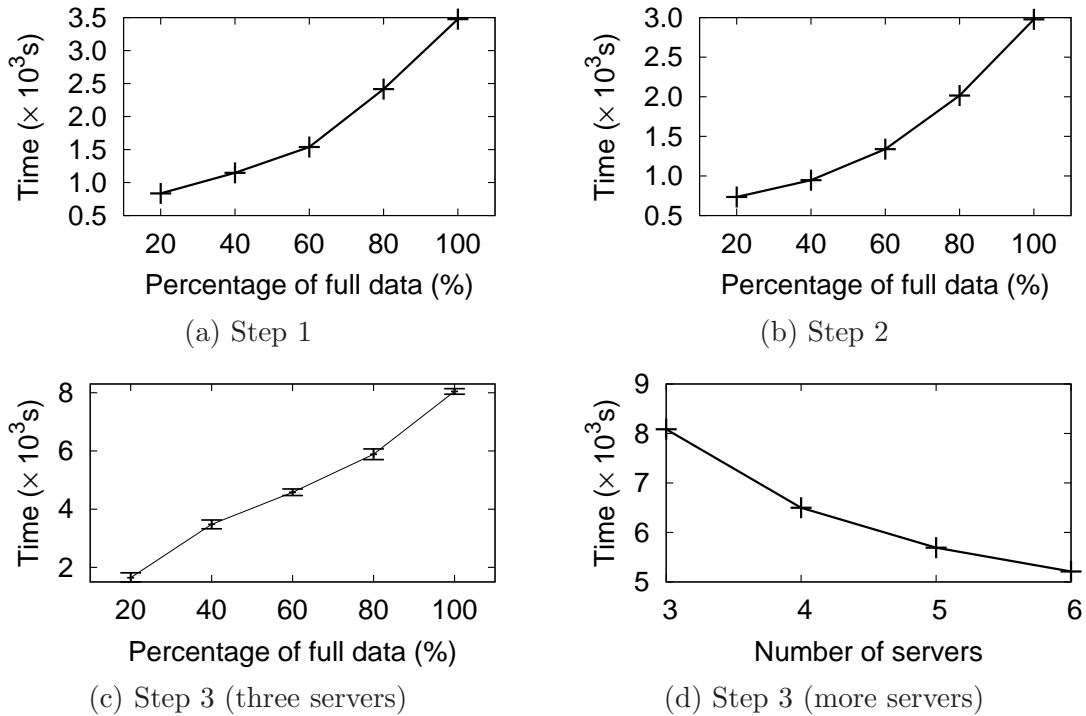 3.5
3.0
2.5
2.0
1.5
1.0
0.5
Time (× 10³s)
20 40 60 80 100
Percentage of full data (%)
(a) Step 1
3.0
2.5
2.0
1.5
1.0
0.5
Time (× 10³s)
20 40 60 80 100
Percentage of full data (%)
(b) Step 2
8
6
4
2
Time (× 10³s)
20 40 60 80 100
Percentage of full data (%)
(c) Step 3 (three servers)
9
8
7
6
5
Time (× 10³s)
3 4 5 6
Number of servers
(d) Step 3 (more servers)